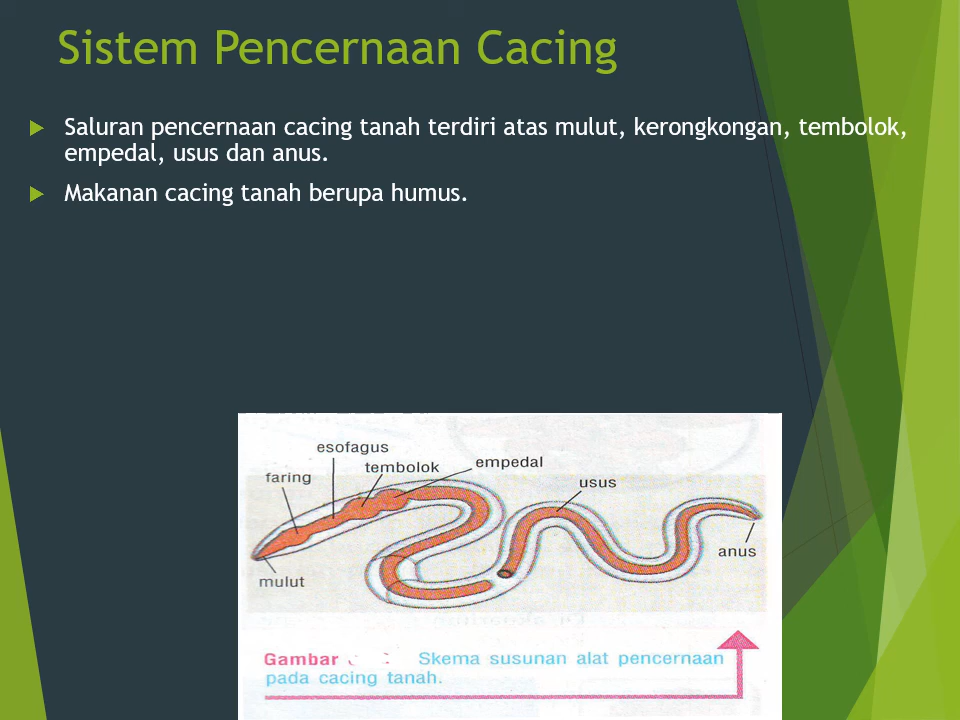 Sistem Pencernaan Cacing
Saluran pencernaan cacing tanah terdiri atas mulut, kerongkongan, tembolok,
empedal, usus dan anus.
Makanan cacing tanah berupa humus.
esofagus
tembolok
empedal
faring
usus
anus
mulut
Gambar Skema susunan alat pencernaan
pada cacing tanah.